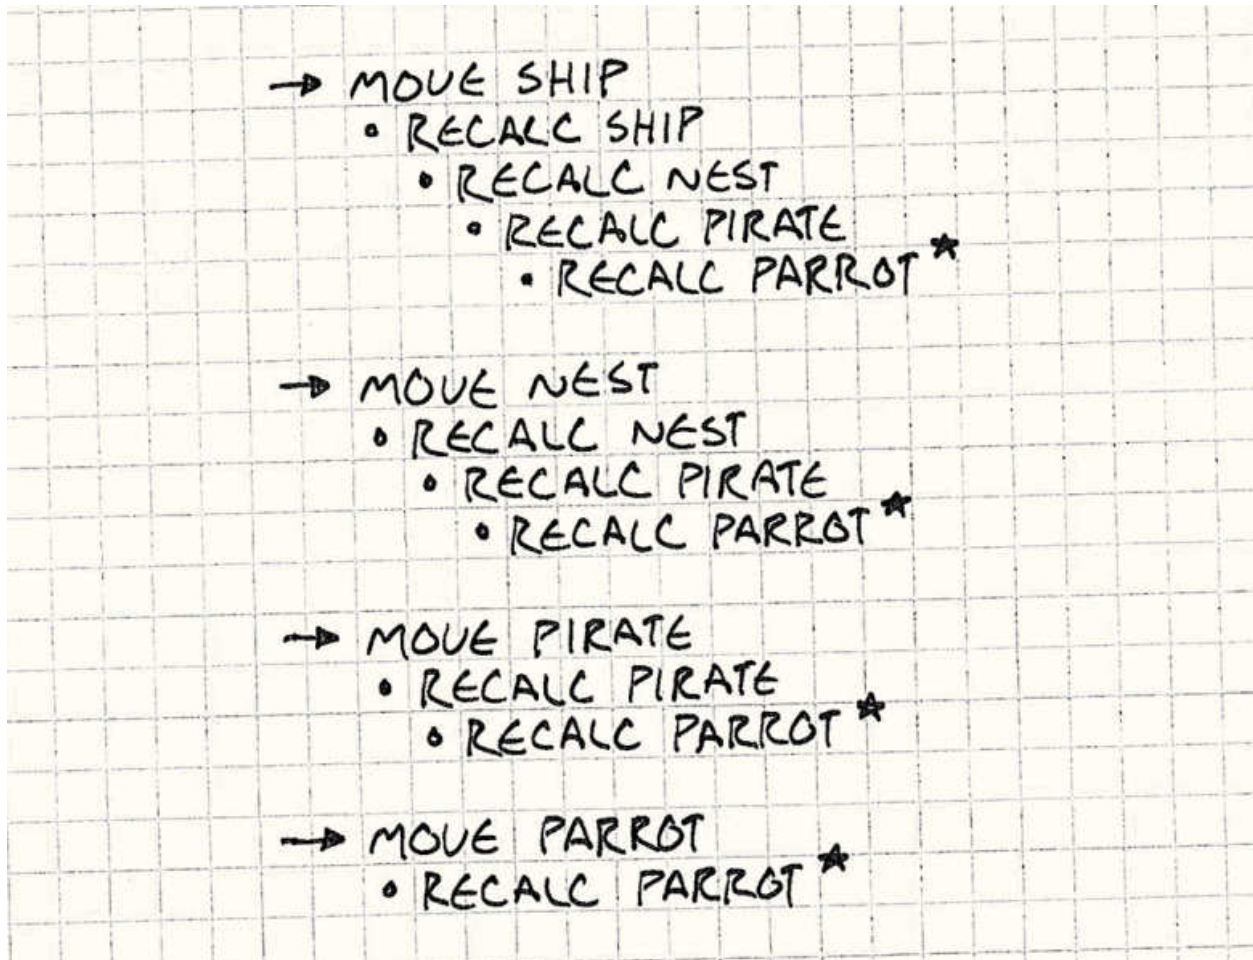 → MOVE SHIP
• RECALC SHIP
• RECALC NEST
• RECALC PIRATE
• RECALC PARROT ★
→ MOVE NEST
• RECALC NEST
• RECALC PIRATE
• RECALC PARROT ★
→ MOVE PIRATE
• RECALC PIRATE
• RECALC PARROT ★
→ MOVE PARROT
• RECALC PARROT ★